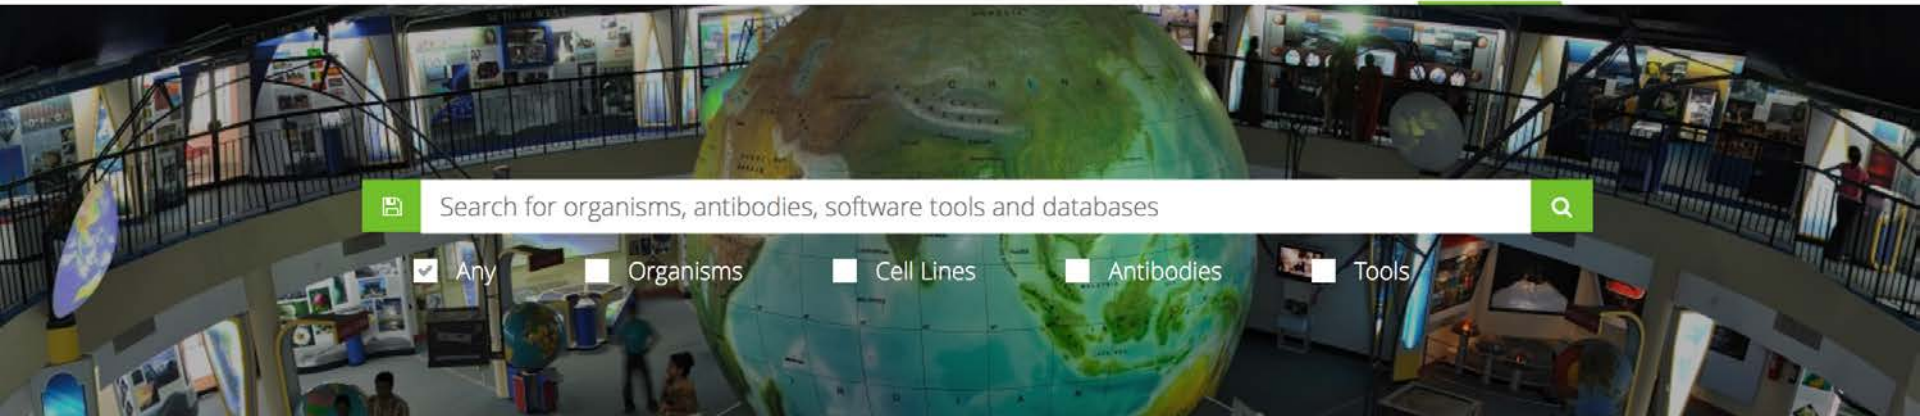 Search for organisms, antibodies, software tools and databases
Any Organisms Cell Lines Antibodies Tools